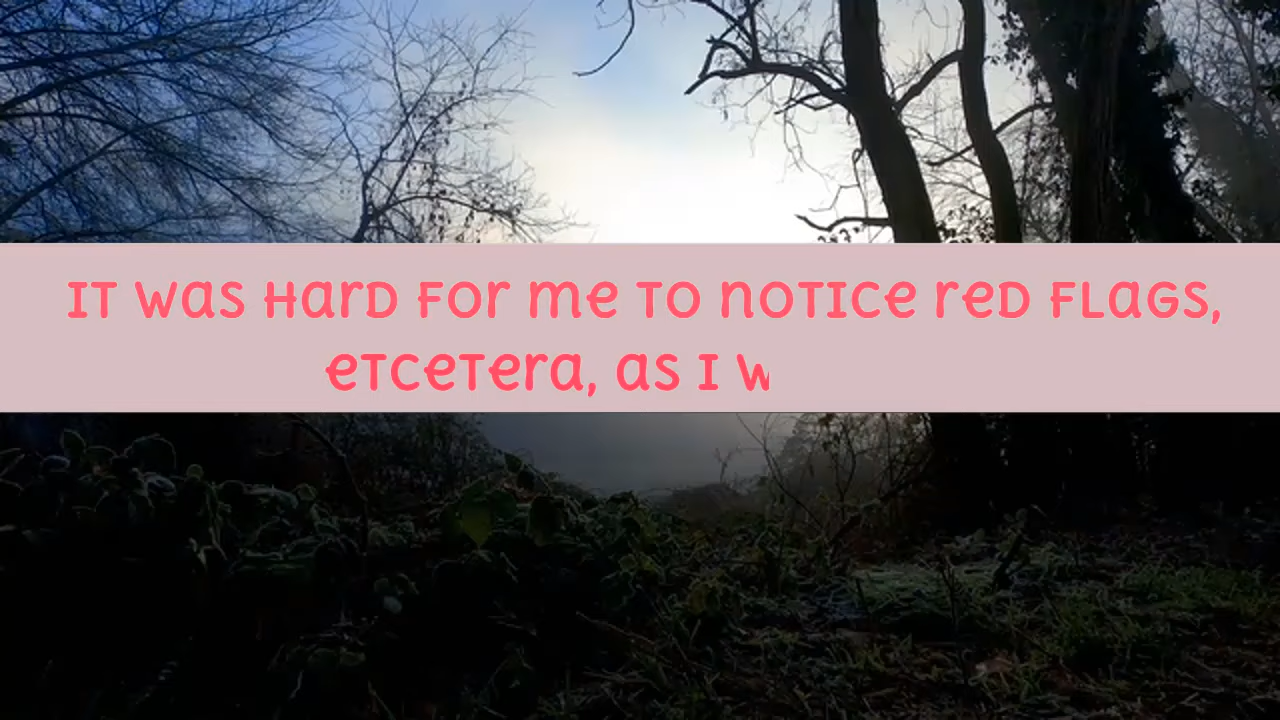 It was hard for me to notice red flags,
etcetera, as I w